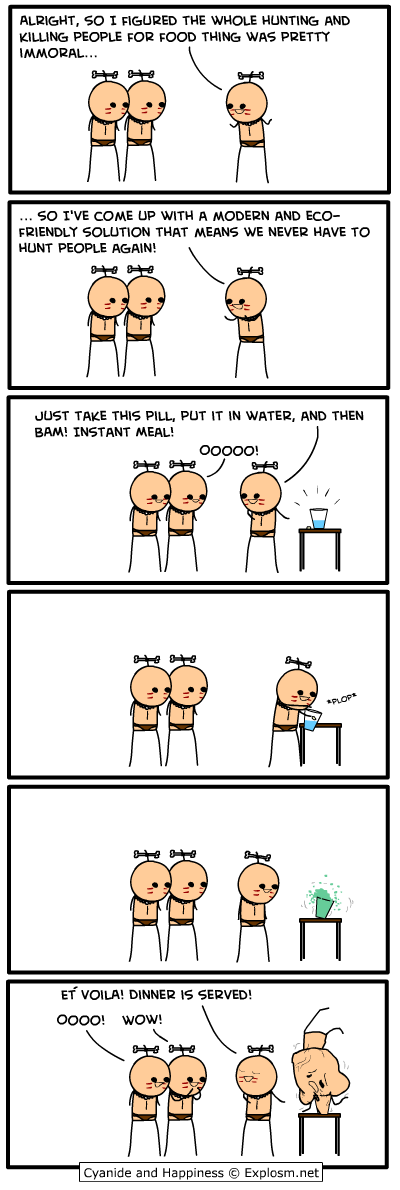 ALRIGHT, SO I FIGURED THE WHOLE HUNTING AND
KILLING PEOPLE FOR FOOD THING WAS PRETTY
IMMORAL...
... SO I'VE COME UP WITH A MODERN AND ECO-
FRIENDLY SOLUTION THAT MEANS WE NEVER HAVE TO
HUNT PEOPLE AGAIN!
JUST TAKE THIS PILL, PUT IT IN WATER, AND THEN
BAM! INSTANT MEAL!
OOOOO!
*PLOP*
ET´ VOILA! DINNER IS SERVED!
OOOO! WOW!
Cyanide and Happiness © Explosm.net